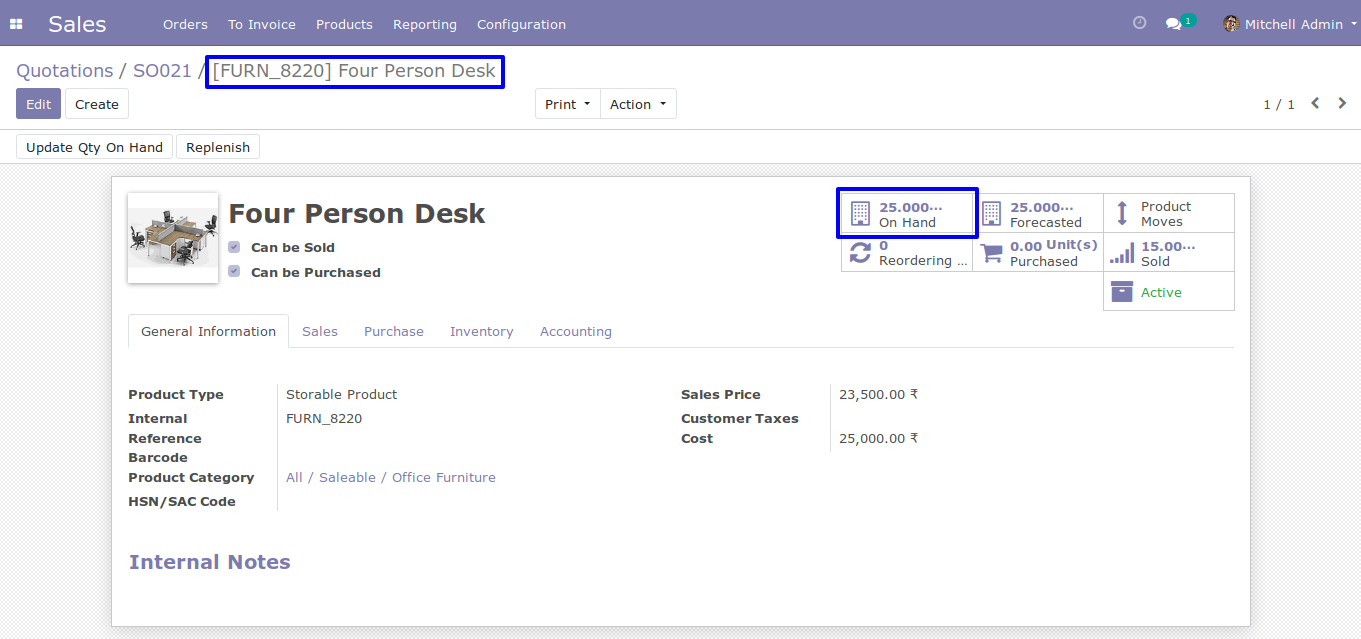 Sales Orders To Invoice Products Reporting Configuration 1 Mitchell Admin
Quotations / SO021 / [FURN_8220] Four Person Desk
Edit Create Print Action 1 / 1
Update Qty On Hand Replenish
Four Person Desk
Can be Sold
Can be Purchased
25.000...
On Hand
25.000...
Forecasted
Product
Moves
0
Reordering ...
0.00 Unit(s)
Purchased
15.00...
Sold
Active
General Information Sales Purchase Inventory Accounting
Product Type Storable Product
Internal Reference FURN_8220
Barcode
Product Category All / Saleable / Office Furniture
HSN/SAC Code
Sales Price 23,500.00 ₹
Customer Taxes
Cost 25,000.00 ₹
Internal Notes